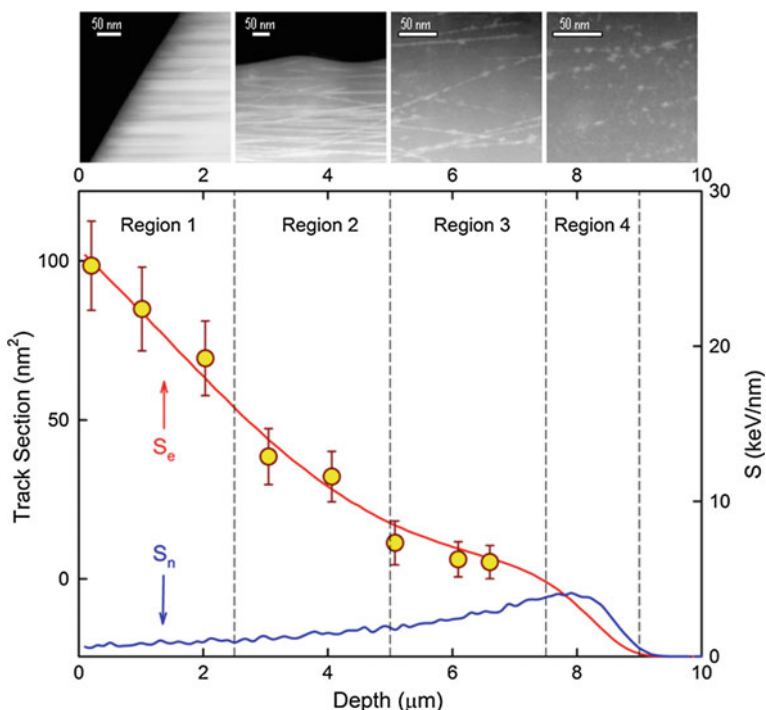 50 nm 50 nm 50 nm 50 nm
0 2 4 6 8 10
Region 1 Region 2 Region 3 Region 4
30
100
20
50
10
0
0
Track Section (nm²)
S (keV/nm)
Sₑ
Sₙ
0 2 4 6 8 10
Depth (μm)